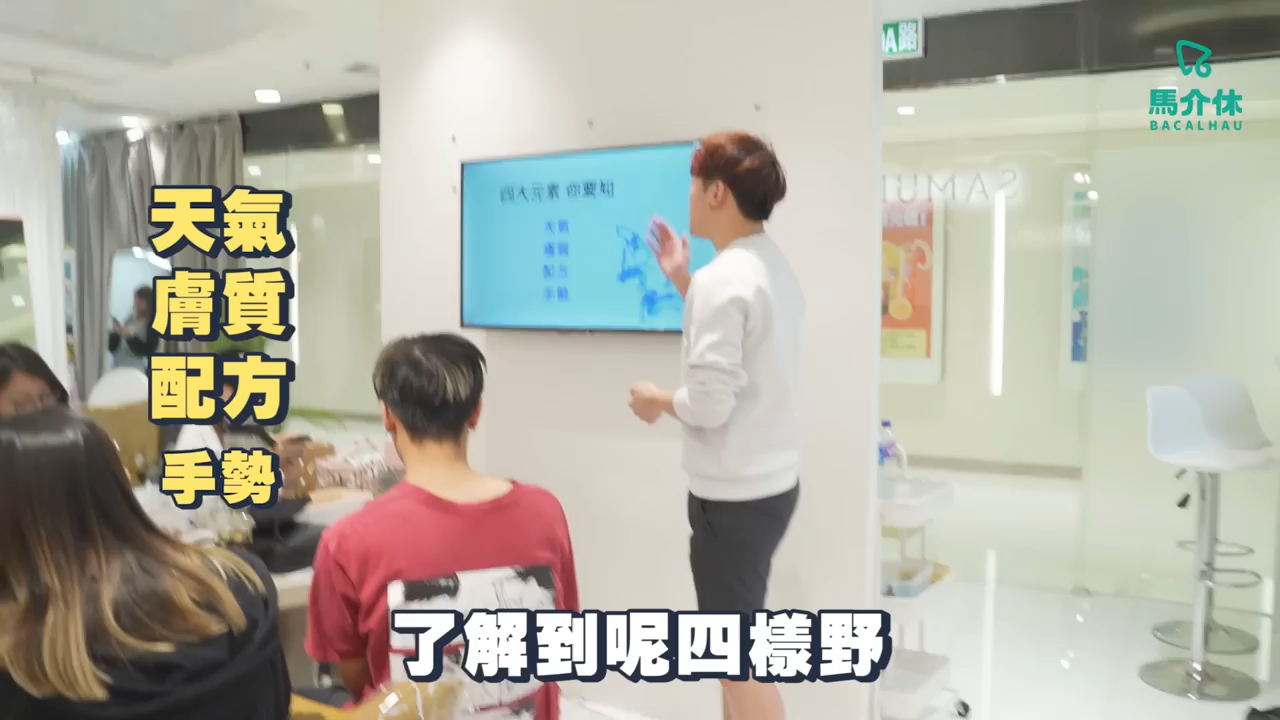 馬介休
BACALHAU
天氣
膚質
配方
手勢
四大元素 你要知
天氣
膚質
配方
手勢
了解到呢四樣野